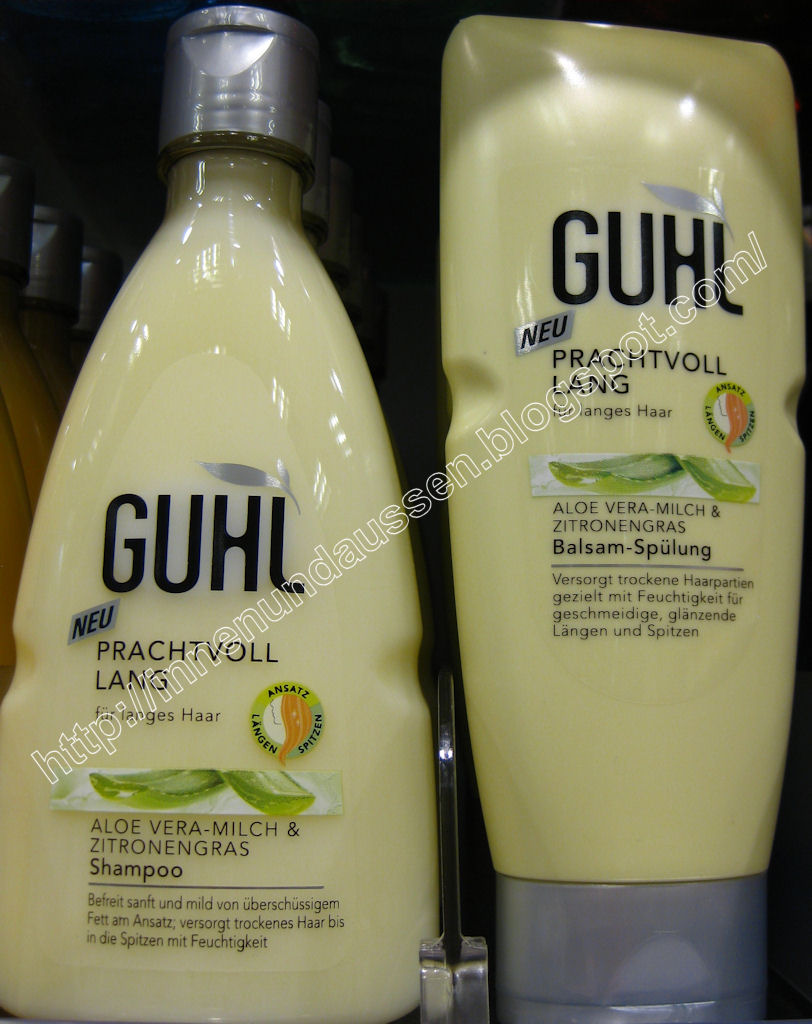 GUHL
NEU
PRACHTVOLL
LANG
für langes Haar
ANSATZ
LÄNGEN
SPITZEN
ALOE VERA-MILCH &
ZITRONENGRAS
Shampoo
Befreit sanft und mild von überschüssigem
Fett am Ansatz; versorgt trockenes Haar bis
in die Spitzen mit Feuchtigkeit
GUHL
NEU
PRACHTVOLL
LANG
für langes Haar
ANSATZ
LÄNGEN
SPITZEN
ALOE VERA-MILCH &
ZITRONENGRAS
Balsam-Spülung
Versorgt trockene Haarpartien
gezielt mit Feuchtigkeit für
geschmeidige, glänzende
Längen und Spitzen
http://innenundaussen.blogspot.com/